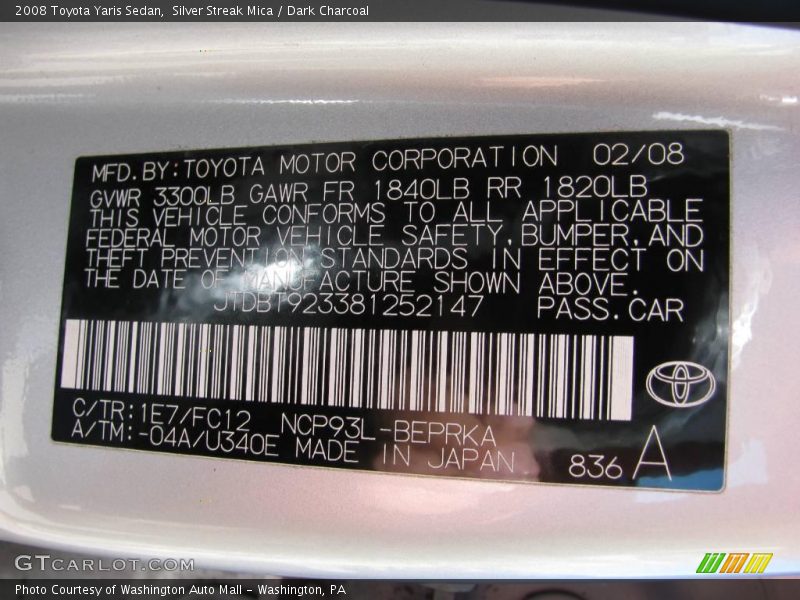 2008 Toyota Yaris Sedan,  Silver Streak Mica / Dark Charcoal
MFD.BY:TOYOTA MOTOR CORPORATION 02/08
GVWR 3300LB GAWR FR 1840LB RR 1820LB
THIS VEHICLE CONFORMS TO ALL APPLICABLE
FEDERAL MOTOR VEHICLE SAFETY,BUMPER,AND
THEFT PREVENTION STANDARDS IN EFFECT ON
THE DATE OF MANUFACTURE SHOWN ABOVE.
JTDBT923381252147 PASS.CAR
C/TR:1E7/FC12 NCP93L-BEPRKA
A/TM:-04A/U340E MADE IN JAPAN 836 A
GTCARLOT.COM
Photo Courtesy of Washington Auto Mall - Washington, PA